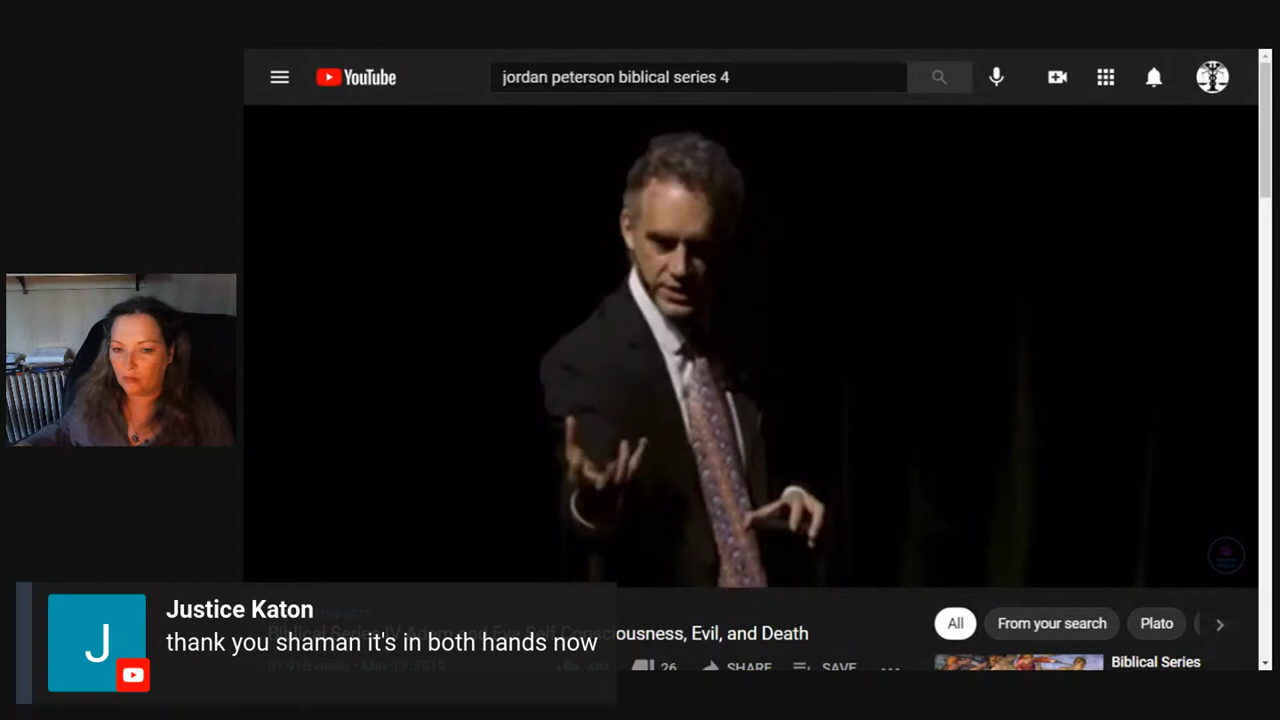 YouTube
jordan peterson biblical series 4
Justice Katon
thank you shaman it's in both hands now
ousness, Evil, and Death
26 SHARE SAVE
All From your search Plato
Biblical Series
J